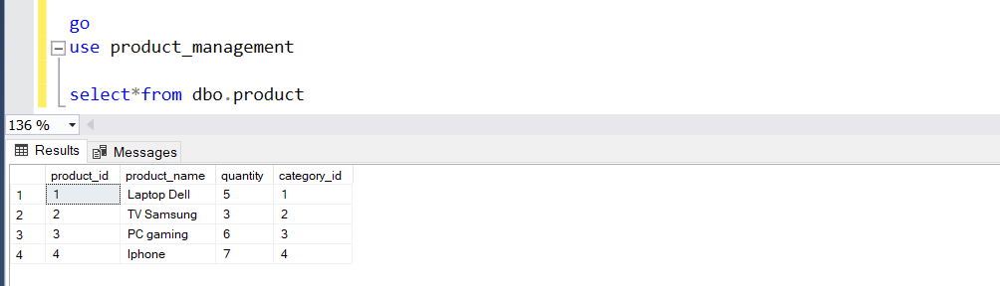 go
use product_management
select*from dbo.product
136 %
Results Messages
product_id product_name quantity category_id
1 1 Laptop Dell 5 1
2 2 TV Samsung 3 2
3 3 PC gaming 6 3
4 4 Iphone 7 4